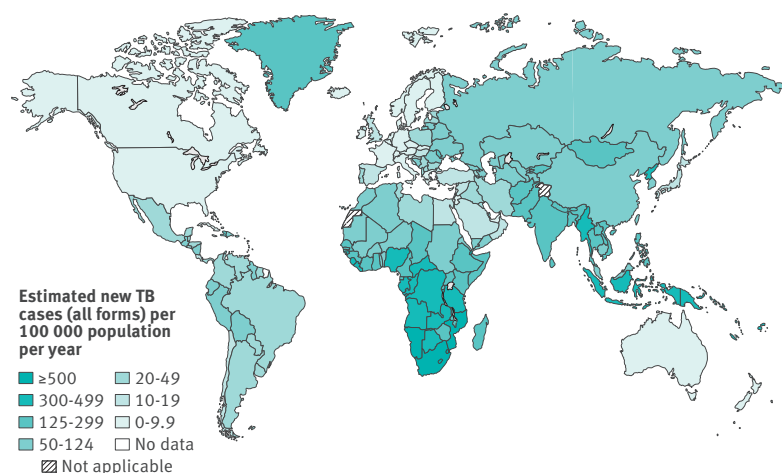 Estimated new TB
cases (all forms) per
100 000 population
per year
≥500
300-499
125-299
50-124
20-49
10-19
0-9.9
No data
Not applicable